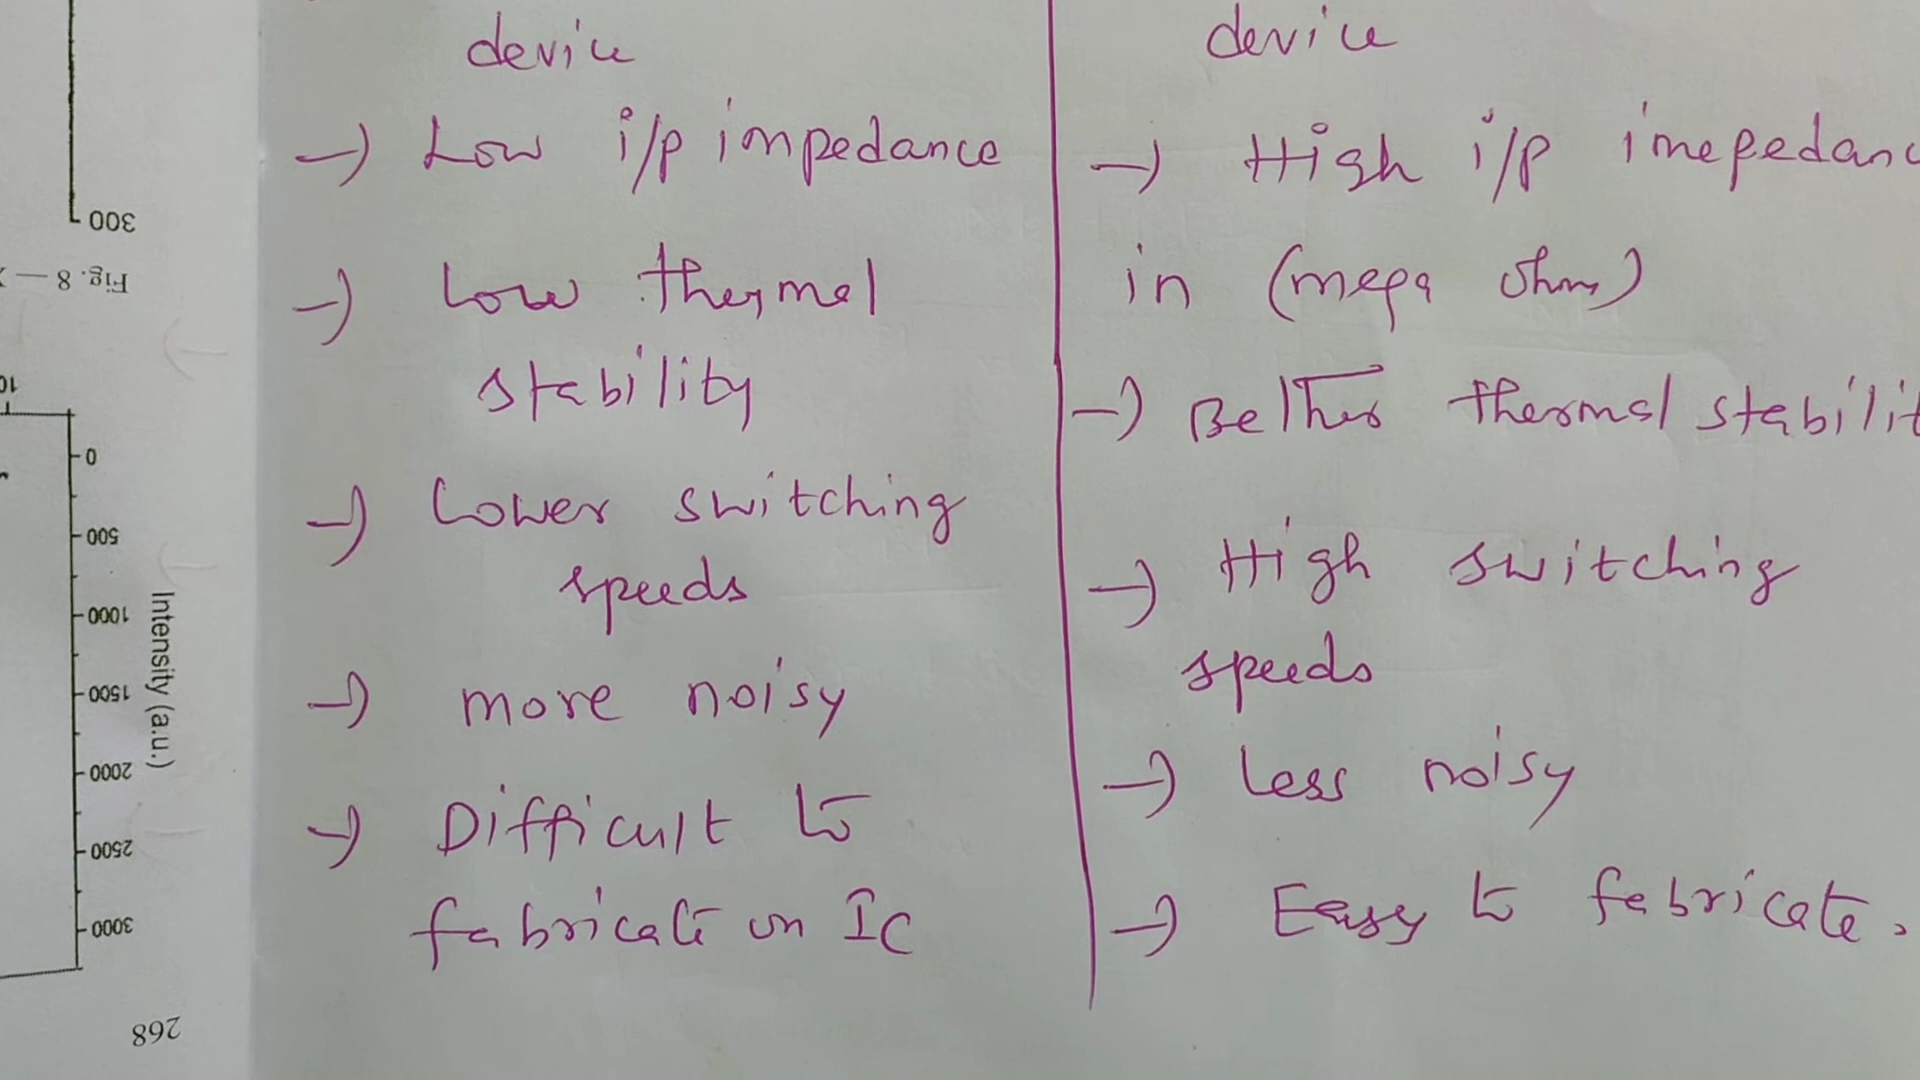 device
→ Low i/p impedance
→ Low thermal
stability
→ Lower switching
speeds
→ more noisy
→ Difficult to
fabricate on IC
device
→ High i/p imepedanc
in (mega ohm)
→ Belther thermal stabilit
→ High switching
speeds
→ Less noisy
→ Easy to fabricate.
300
Fig. 8 —
10
0
500
1000
1500
2000
2500
3000
Intensity (a.u.)
268